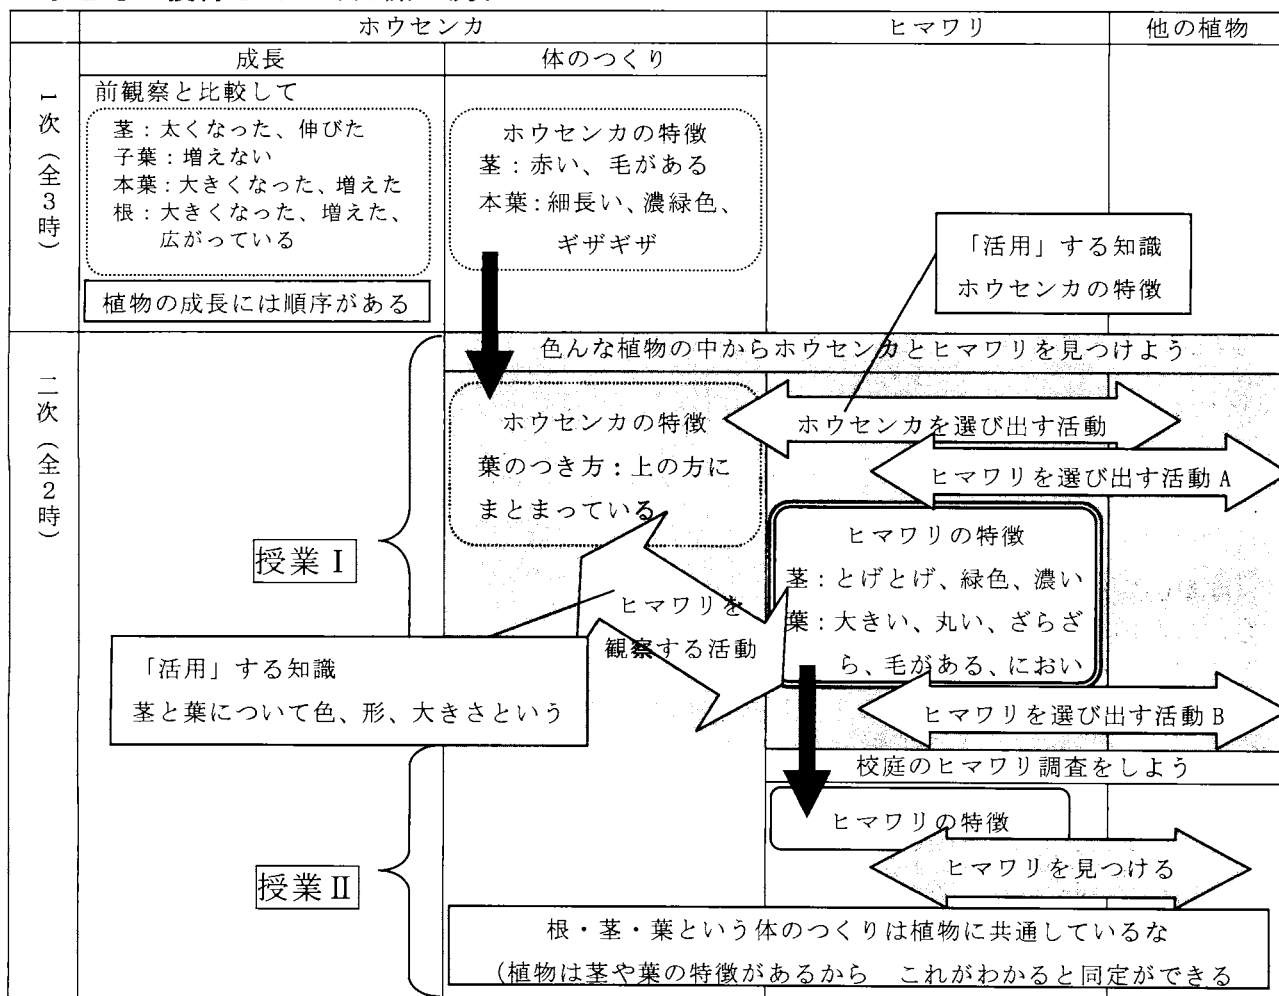 ホウセンカ
ヒマワリ
他の植物
成長
体のつくり
一次（全3時）
前観察と比較して
茎：太くなった、伸びた
子葉：増えない
本葉：大きくなった、増えた
根：大きくなった、増えた、
広がっている
植物の成長には順序がある
ホウセンカの特徴
茎：赤い、毛がある
本葉：細長い、濃緑色、
ギザギザ
「活用」する知識
ホウセンカの特徴
二次（全2時）
色んな植物の中からホウセンカとヒマワリを見つけよう
ホウセンカの特徴
葉のつき方：上の方に
まとまっている
ホウセンカを選び出す活動
ヒマワリを選び出す活動A
授業Ⅰ
ヒマワリの特徴
茎：とげとげ、緑色、濃い
葉：大きい、丸い、ざらざ
ら、毛がある、におい
ヒマワリを
観察する活動
「活用」する知識
茎と葉について色、形、大きさという
ヒマワリを選び出す活動B
校庭のヒマワリ調査をしよう
ヒマワリの特徴
ヒマワリを見つける
授業Ⅱ
根・茎・葉という体のつくりは植物に共通しているな
（植物は茎や葉の特徴があるから　これがわかると同定ができる